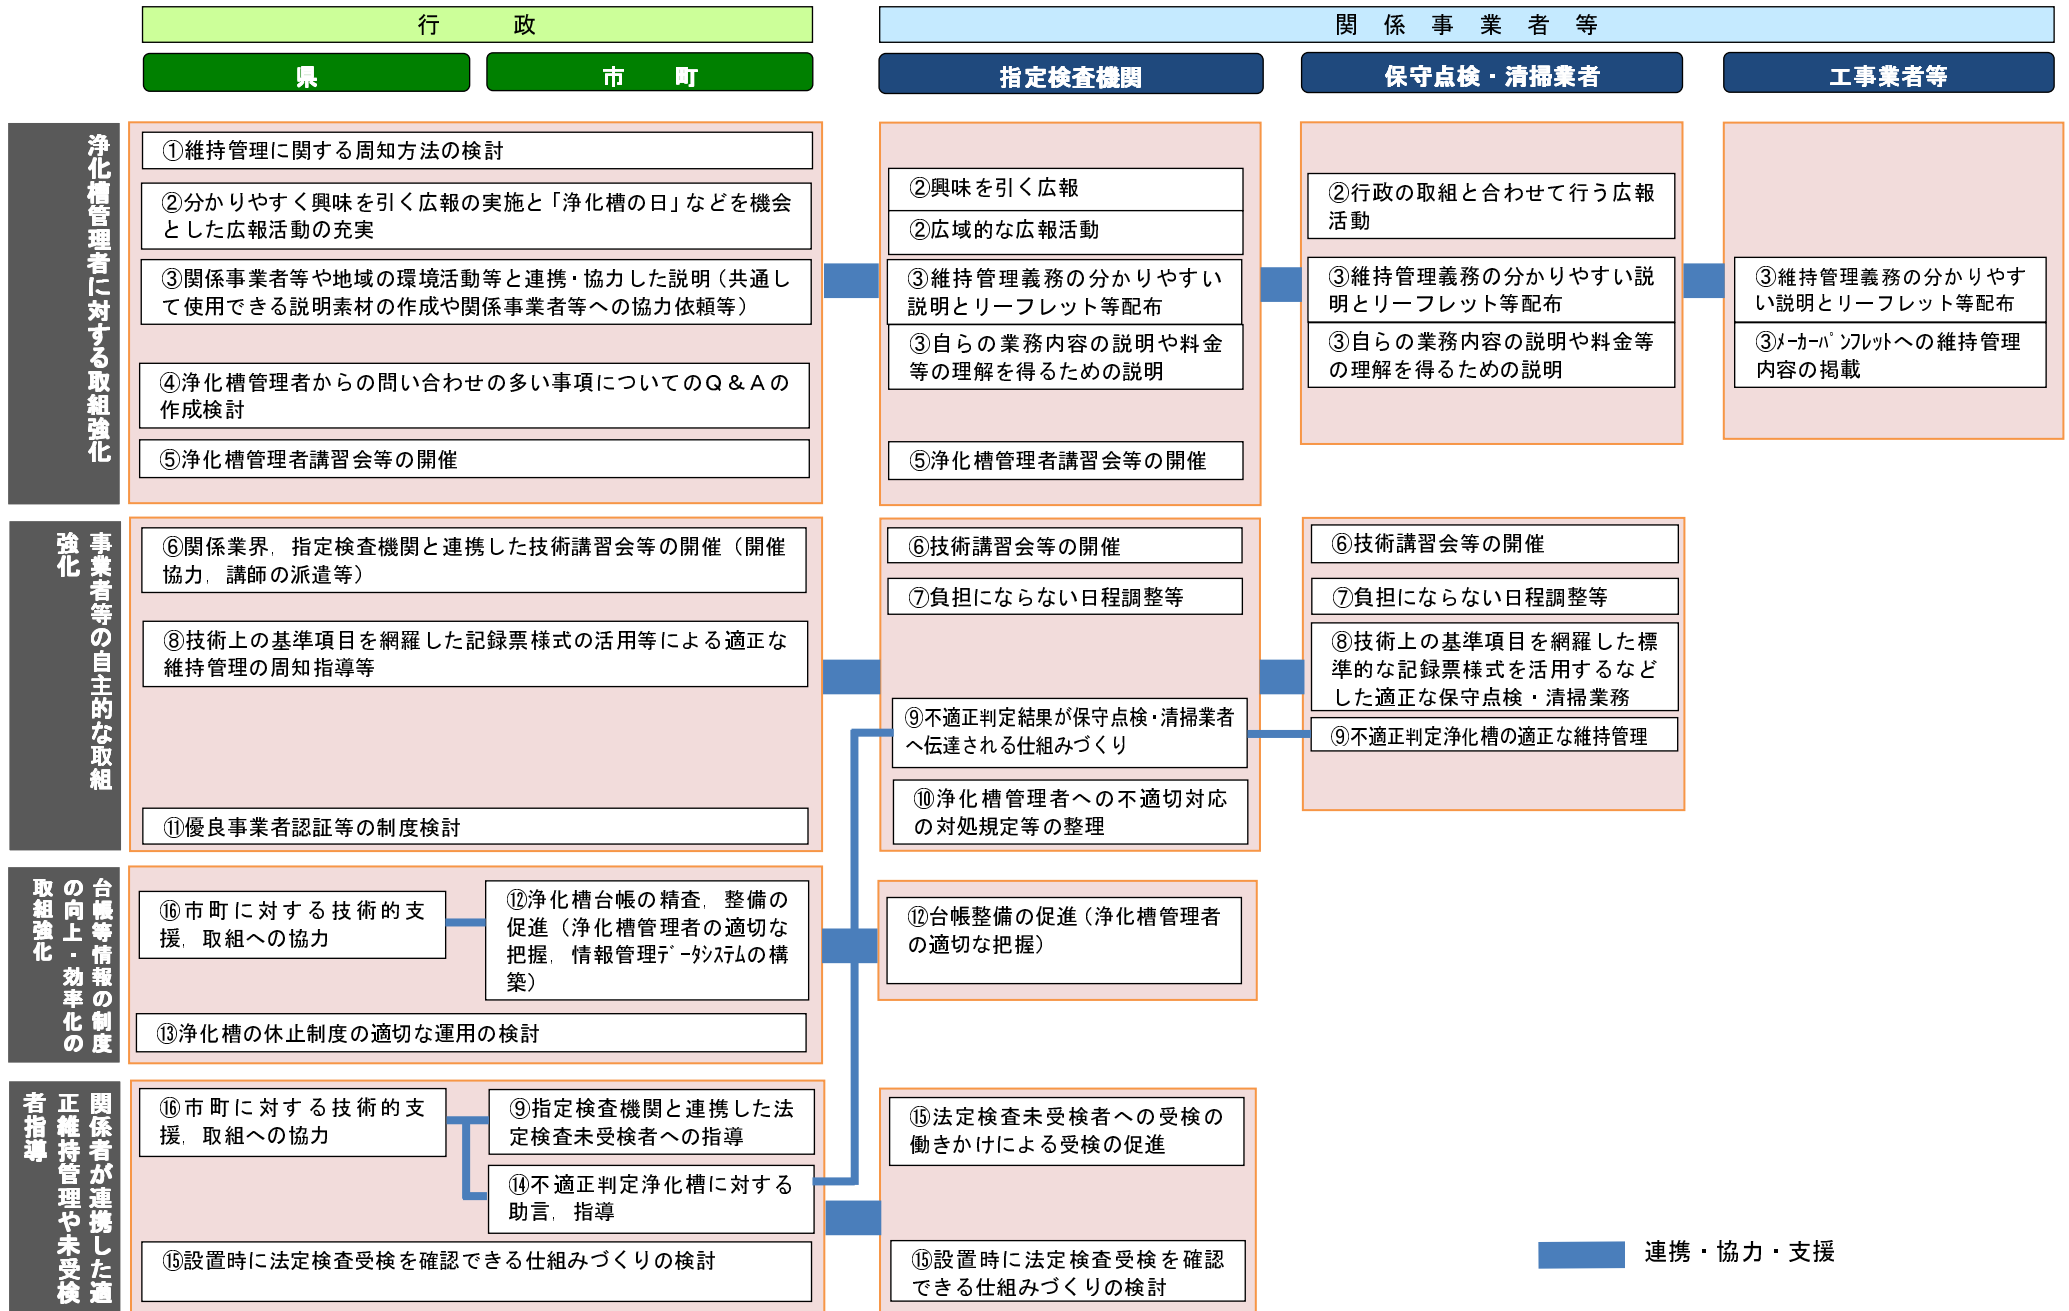 行政
関係事業者等
県
市町
指定検査機関
保守点検・清掃業者
工事業者等
浄化槽管理者に対する取組強化
①維持管理に関する周知方法の検討
②分かりやすく興味を引く広報の実施と「浄化槽の日」などを機会
とした広報活動の充実
③関係事業者等や地域の環境活動等と連携・協力した説明（共通し
て使用できる説明素材の作成や関係事業者等への協力依頼等）
④浄化槽管理者からの問い合わせの多い事項についてのＱ＆Ａの
作成検討
⑤浄化槽管理者講習会等の開催
②興味を引く広報
②広域的な広報活動
③維持管理義務の分かりやすい
説明とリーフレット等配布
③自らの業務内容の説明や料金
等の理解を得るための説明
⑤浄化槽管理者講習会等の開催
②行政の取組と合わせて行う広報
活動
③維持管理義務の分かりやすい説
明とリーフレット等配布
③自らの業務内容の説明や料金等
の理解を得るための説明
③維持管理義務の分かりやす
い説明とリーフレット等配布
③ﾒｰｶｰﾊﾟﾝﾌﾚｯﾄへの維持管理
内容の掲載
事業者等の自主的な取組
強化
⑥関係業界，指定検査機関と連携した技術講習会等の開催（開催
協力，講師の派遣等）
⑧技術上の基準項目を網羅した記録票様式の活用等による適正な
維持管理の周知指導等
⑪優良事業者認証等の制度検討
⑥技術講習会等の開催
⑦負担にならない日程調整等
⑨不適正判定結果が保守点検・清掃業者
へ伝達される仕組みづくり
⑩浄化槽管理者への不適切対応
の対処規定等の整理
⑥技術講習会等の開催
⑦負担にならない日程調整等
⑧技術上の基準項目を網羅した標
準的な記録票様式を活用するなど
した適正な保守点検・清掃業務
⑨不適正判定浄化槽の適正な維持管理
台帳等情報の制度
の向上・効率化の
取組強化
⑯市町に対する技術的支
援，取組への協力
⑫浄化槽台帳の精査，整備の
促進（浄化槽管理者の適切な
把握，情報管理ﾃﾞｰﾀｼｽﾃﾑの構
築）
⑬浄化槽の休止制度の適切な運用の検討
⑫台帳整備の促進（浄化槽管理者
の適切な把握）
関係者が連携した適
正維持管理や未受検
者指導
⑯市町に対する技術的支
援，取組への協力
⑨指定検査機関と連携した法
定検査未受検者への指導
⑭不適正判定浄化槽に対する
助言，指導
⑮設置時に法定検査受検を確認できる仕組みづくりの検討
⑮法定検査未受検者への受検の
働きかけによる受検の促進
⑮設置時に法定検査受検を確認
できる仕組みづくりの検討
連携・協力・支援